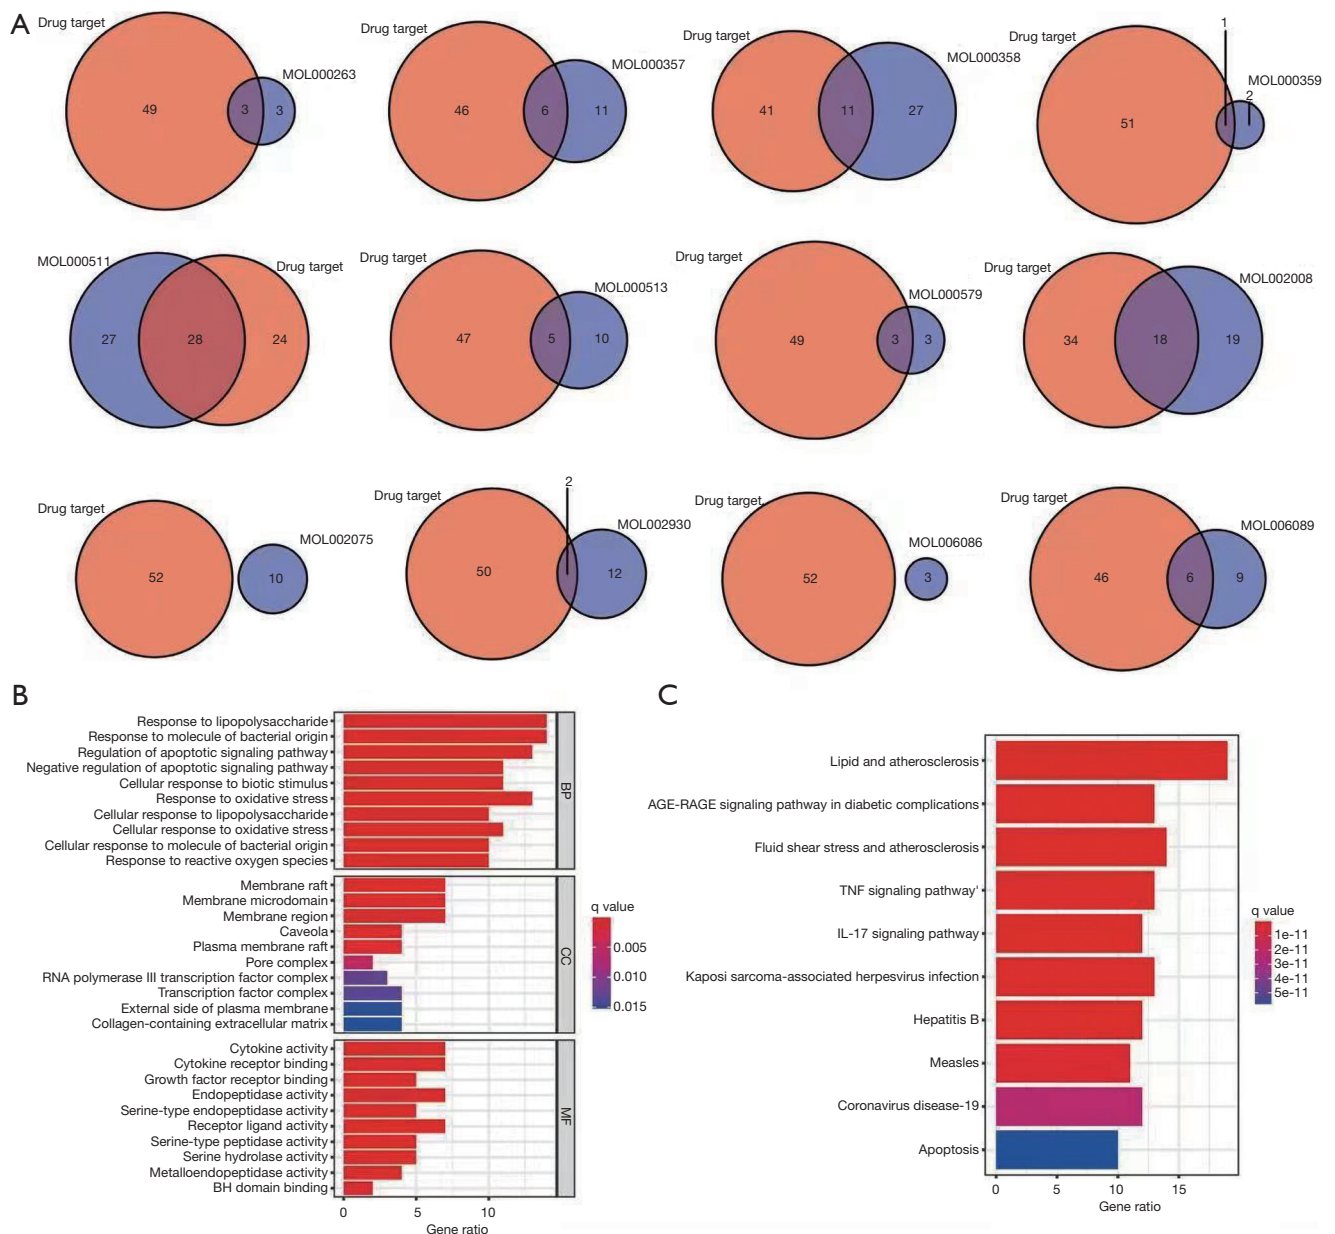 A
Drug target
MOL000263
49
3
3
Drug target
MOL000357
46
6
11
Drug target
MOL000358
41
11
27
Drug target
1
MOL000359
2
51
MOL000511
Drug target
27
28
24
Drug target
MOL000513
47
5
10
Drug target
MOL000579
49
3
3
Drug target
MOL002008
34
18
19
Drug target
MOL002075
52
10
Drug target
2
MOL002930
50
12
Drug target
MOL006086
52
3
Drug target
MOL006089
46
6
9
B
Response to lipopolysaccharide
Response to molecule of bacterial origin
Regulation of apoptotic signaling pathway
Negative regulation of apoptotic signaling pathway
Cellular response to biotic stimulus
Response to oxidative stress
Cellular response to lipopolysaccharide
Cellular response to oxidative stress
Cellular response to molecule of bacterial origin
Response to reactive oxygen species
BP
Membrane raft
Membrane microdomain
Membrane region
Caveola
Plasma membrane raft
Pore complex
RNA polymerase III transcription factor complex
Transcription factor complex
External side of plasma membrane
Collagen-containing extracellular matrix
CC
Cytokine activity
Cytokine receptor binding
Growth factor receptor binding
Endopeptidase activity
Serine-type endopeptidase activity
Receptor ligand activity
Serine-type peptidase activity
Serine hydrolase activity
Metalloendopeptidase activity
BH domain binding
MF
0
5
10
Gene ratio
q value
0.005
0.010
0.015
C
Lipid and atherosclerosis
AGE-RAGE signaling pathway in diabetic complications
Fluid shear stress and atherosclerosis
TNF signaling pathway'
IL-17 signaling pathway
Kaposi sarcoma-associated herpesvirus infection
Hepatitis B
Measles
Coronavirus disease-19
Apoptosis
0
5
10
15
Gene ratio
q value
1e-11
2e-11
3e-11
4e-11
5e-11